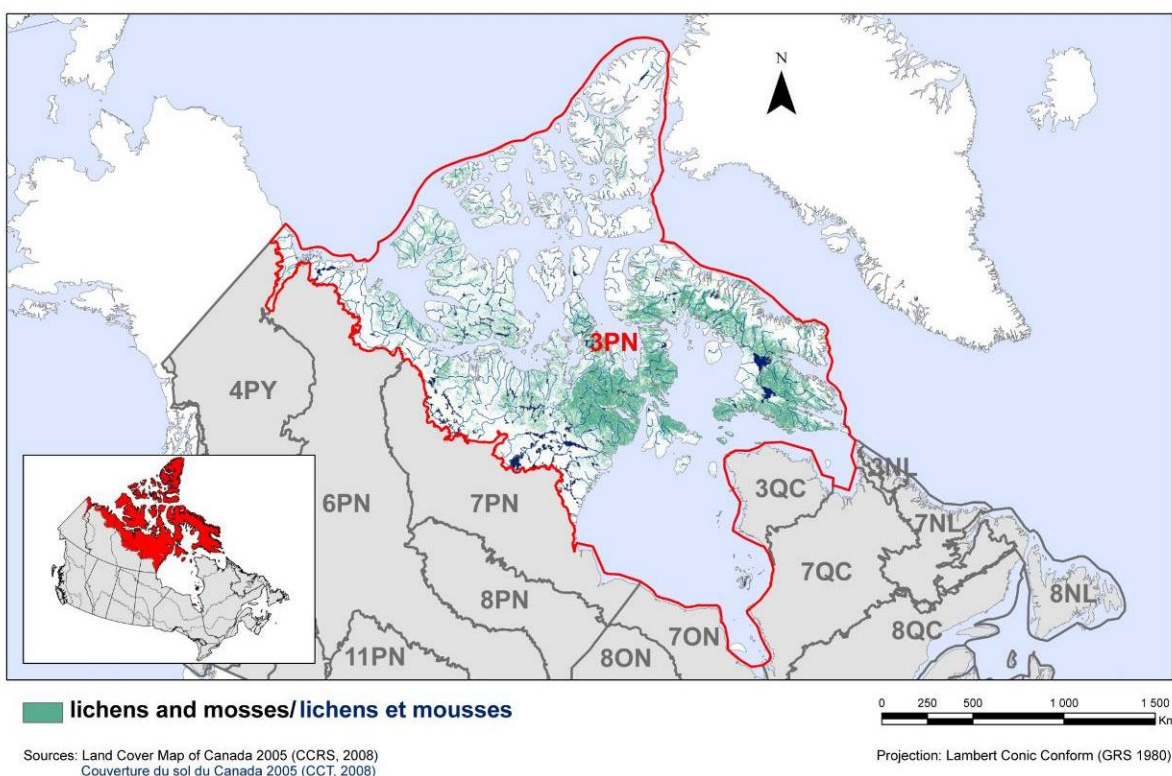 N
3PN
4PY
3NL
3QC
6PN
7PN
7NL
7QC
8NL
8PN
7ON
8QC
11PN
8ON
lichens and mosses/lichens et mousses
0 250 500 1 000 1 500
Km
Sources: Land Cover Map of Canada 2005 (CCRS, 2008)
Couverture du sol du Canada 2005 (CCT, 2008)
Projection: Lambert Conic Conform (GRS 1980)